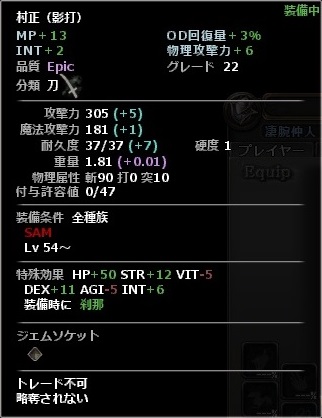 装備中
村正（影打）
MP+13 OD回復量+3%
INT+2 物理攻撃力+6
品質 Epic グレード 22
分類 刀
攻撃力 305 (+5)
魔法攻撃力 181 (+1)
耐久度 37/37 (+7) 硬度 1
重量 1.81 (+0.01)
物理属性 斬90 打0 突10
付与許容値 0/47
装備条件 全種族
SAM
Lv 54～
特殊効果 HP+50 STR+12 VIT-5
DEX+11 AGI-5 INT+6
装備時に 刹那
ジェムソケット
トレード不可
略奪されない
プレイヤー
Equip